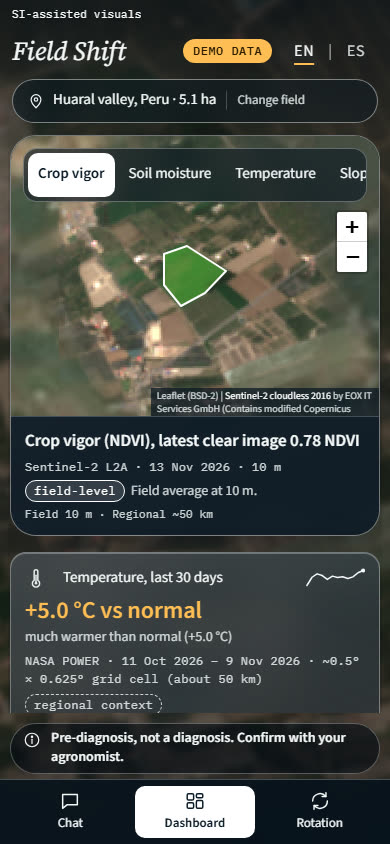 SI-assisted visuals
Field Shift
DEMO DATA
EN | ES
Huaral valley, Peru · 5.1 ha
Change field
Crop vigor
Soil moisture
Temperature
Slop
+
−
Leaflet (BSD-2) | Sentinel-2 cloudless 2016 by EOX IT
Services GmbH (Contains modified Copernicus
Crop vigor (NDVI), latest clear image 0.78 NDVI
Sentinel-2 L2A · 13 Nov 2026 · 10 m
field-level Field average at 10 m.
Field 10 m · Regional ~50 km
Temperature, last 30 days
+5.0 °C vs normal
much warmer than normal (+5.0 °C)
NASA POWER · 11 Oct 2026 – 9 Nov 2026 · ~0.5°
× 0.625° grid cell (about 50 km)
regional context
Pre-diagnosis, not a diagnosis. Confirm with your
agronomist.
Chat
Dashboard
Rotation